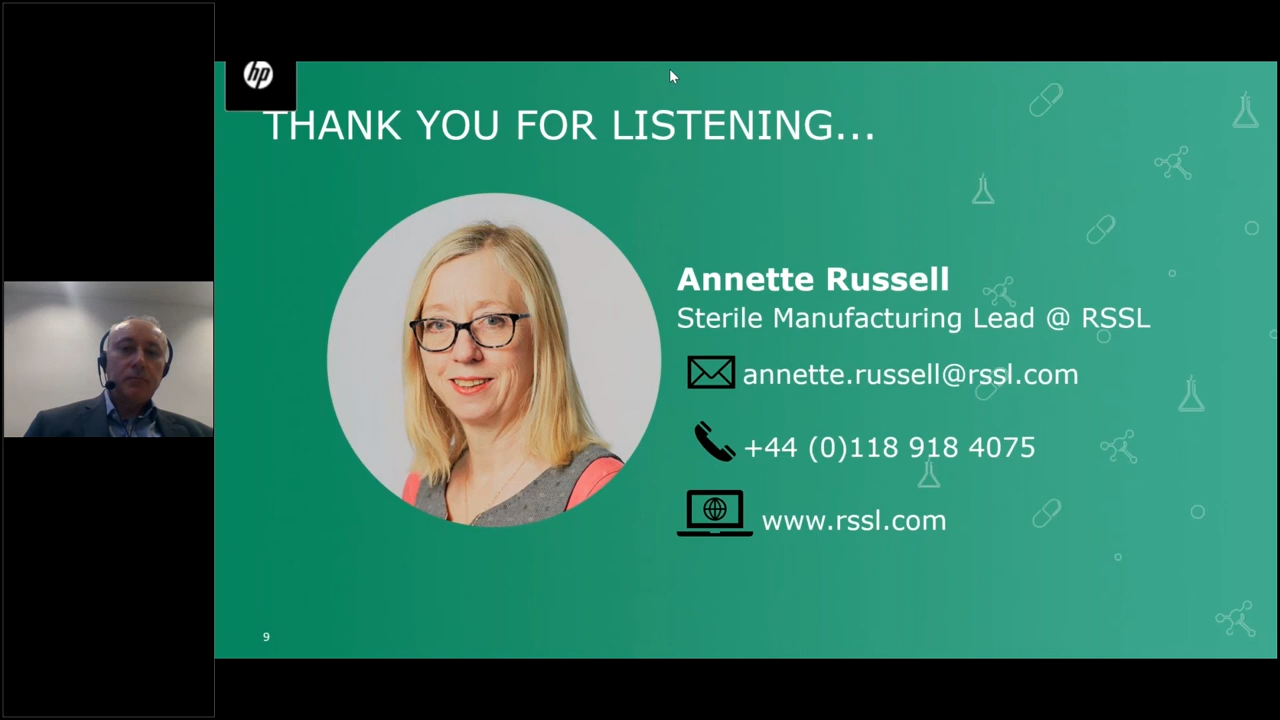 hp
THANK YOU FOR LISTENING...
Annette Russell
Sterile Manufacturing Lead @ RSSL
annette.russell@rssl.com
+44 (0)118 918 4075
www.rssl.com
9